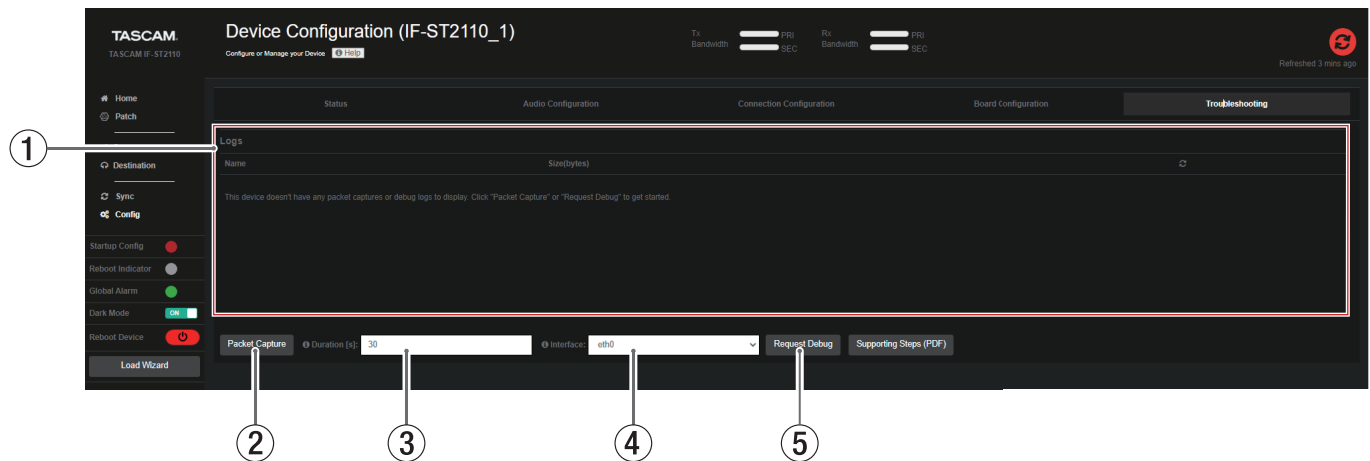 TASCAM.
TASCAM IF-ST2110
Device Configuration (IF-ST2110_1)
Configure or Manage your Device Help
Tx
Bandwidth
PRI
SEC
Rx
Bandwidth
PRI
SEC
Refreshed 3 mins ago
Home
Patch
Destination
Sync
Config
Startup Config
Reboot Indicator
Global Alarm
Dark Mode ON
Reboot Device
Load Wizard
Status Audio Configuration Connection Configuration Board Configuration Troubleshooting
1
Logs
Name Size(bytes)
This device doesn't have any packet captures or debug logs to display. Click "Packet Capture" or "Request Debug" to get started.
Packet Capture Duration [s]: 30 Interface: eth0 Request Debug Supporting Steps (PDF)
2 3 4 5